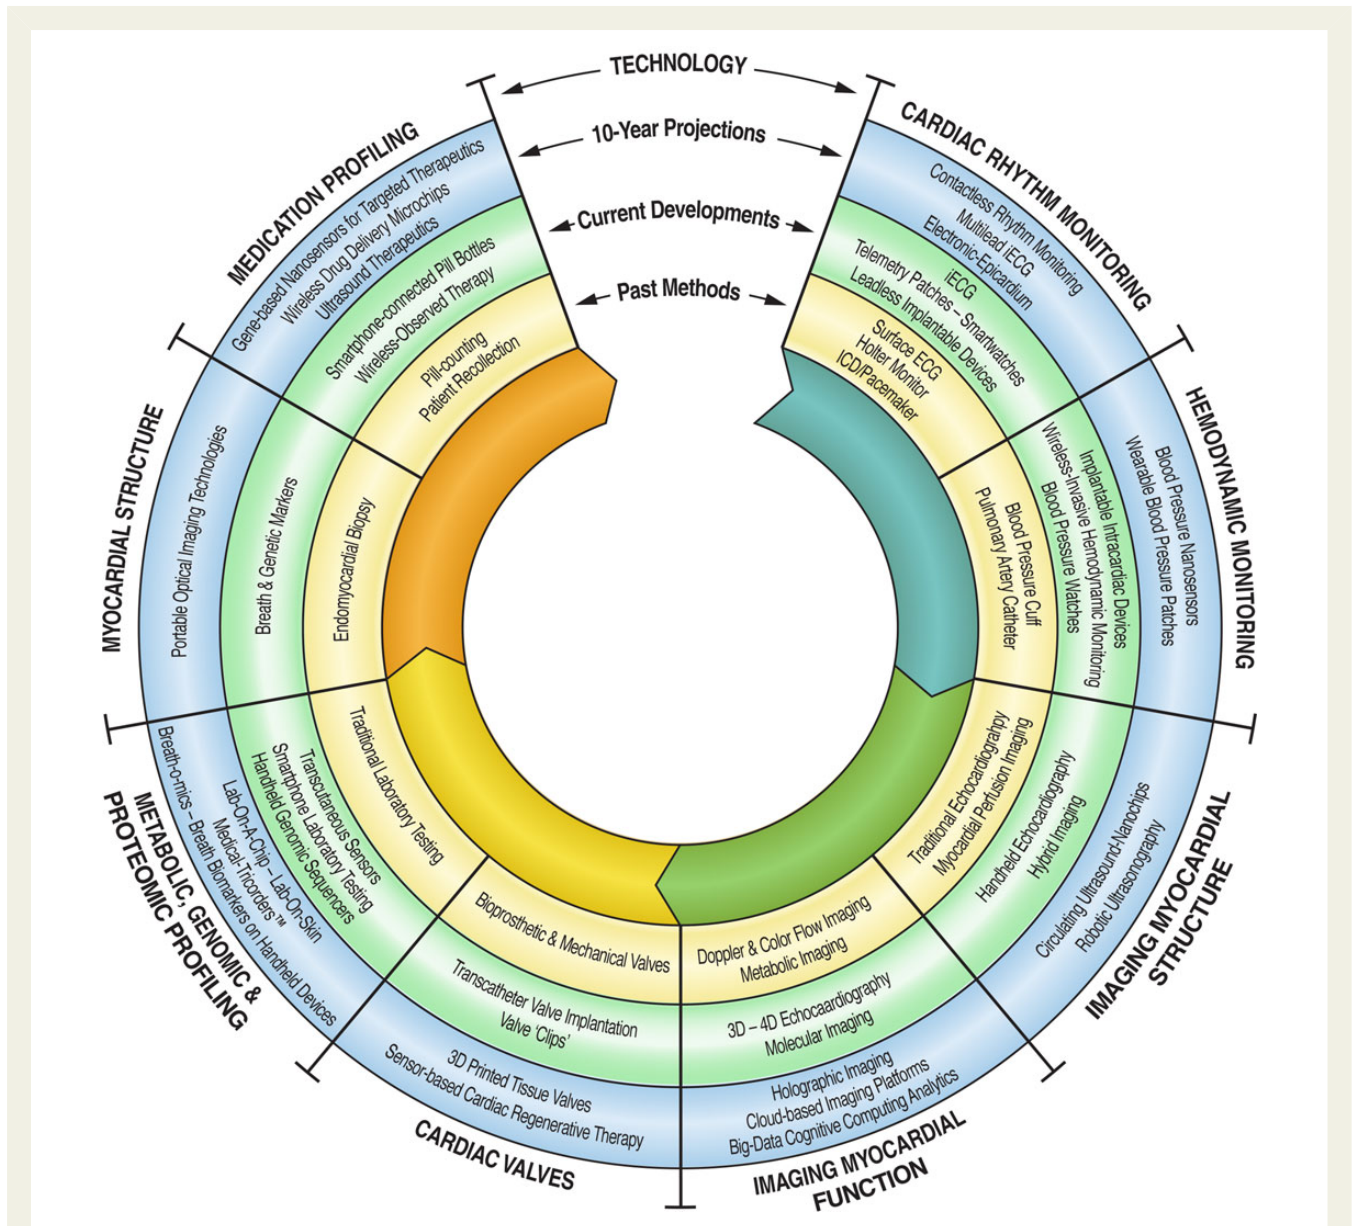 TECHNOLOGY
10-Year Projections
Current Developments
Past Methods
CARDIAC RHYTHM MONITORING
Contactless Rhythm Monitoring
Multilead iECG
Electronic-Epicardium
iECG
Telemetry Patches – Smartwatches
Leadless Implantable Devices
Surface ECG
Holter Monitor
ICD/Pacemaker
HEMODYNAMIC MONITORING
Blood Pressure Nanosensors
Wearable Blood Pressure Patches
Implantable Intracardiac Devices
Wireless-Invasive Hemodynamic Monitoring
Blood Pressure Watches
Blood Pressure Cuff
Pulmonary Artery Catheter
IMAGING MYOCARDIAL
STRUCTURE
Circulating Ultrasound-Nanochips
Robotic Ultrasonography
Handheld Echocardiography
Hybrid Imaging
Traditional Echocardiograhpy
Myocardial Perfusion Imaging
IMAGING MYOCARDIAL
FUNCTION
Doppler & Color Flow Imaging
Metabolic Imaging
3D – 4D Echocaardiography
Molecular Imaging
Holographic Imaging
Cloud-based Imaging Platforms
Big-Data Cognitive Computing Analytics
CARDIAC VALVES
Bioprosthetic & Mechanical Valves
Transcatheter Valve Implantation
Valve ‘Clips’
3D Printed Tissue Valves
Sensor-based Cardiac Regenerative Therapy
METABOLIC, GENOMIC &
PROTEOMIC PROFILING
Traditional Laboratory Testing
Transcutaneous Sensors
Smartphone Laboratory Testing
Handheld Genomic Sequencers
Lab-On-A-Chip – Lab-On-Skin
Medical Tricorders™
Breath-o-mics – Breath Biomarkers on Handheld Devices
MYOCARDIAL STRUCTURE
Portable Optical Imaging Technologies
Breath & Genetic Markers
Endomyocardial Biopsy
MEDICATION PROFILING
Gene-based Nanosensors for Targeted Therapeutics
Wireless Drug Delivery Microchips
Ultrasound Therapeutics
Smartphone-connected Pill Bottles
Wireless-Observed Therapy
Pill-counting
Patient Recollection